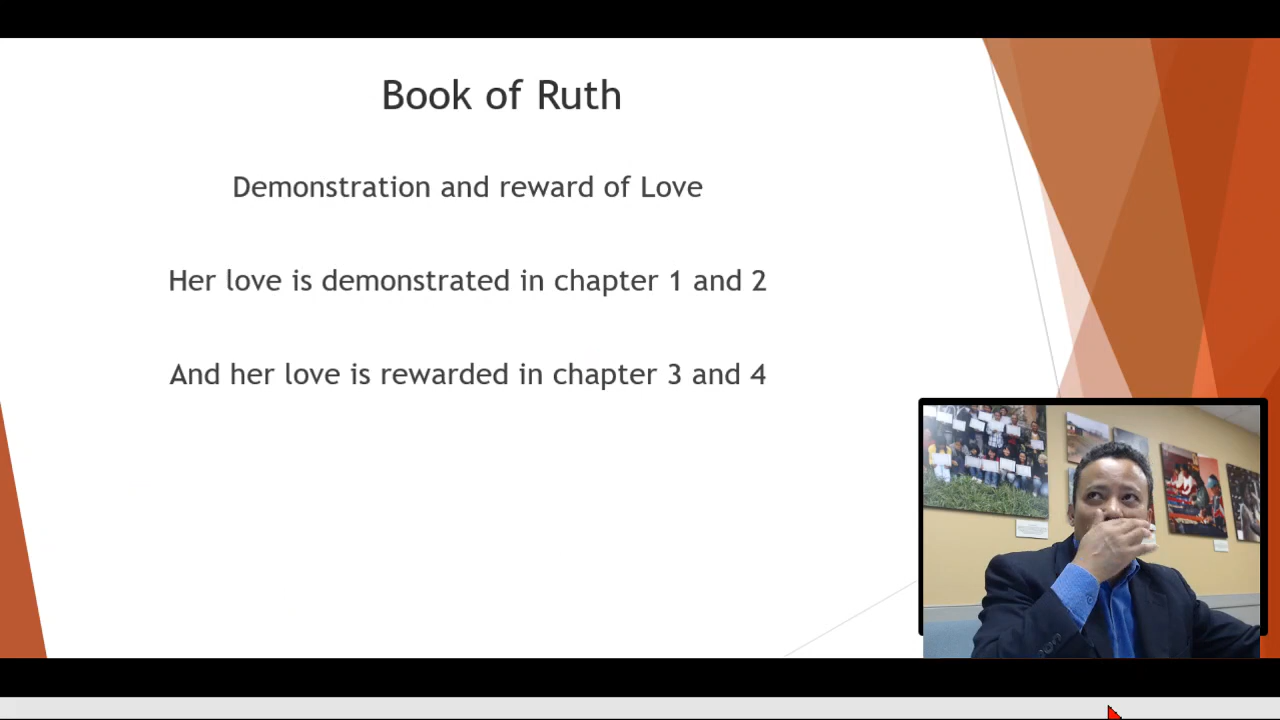 Book of Ruth
Demonstration and reward of Love
Her love is demonstrated in chapter 1 and 2
And her love is rewarded in chapter 3 and 4